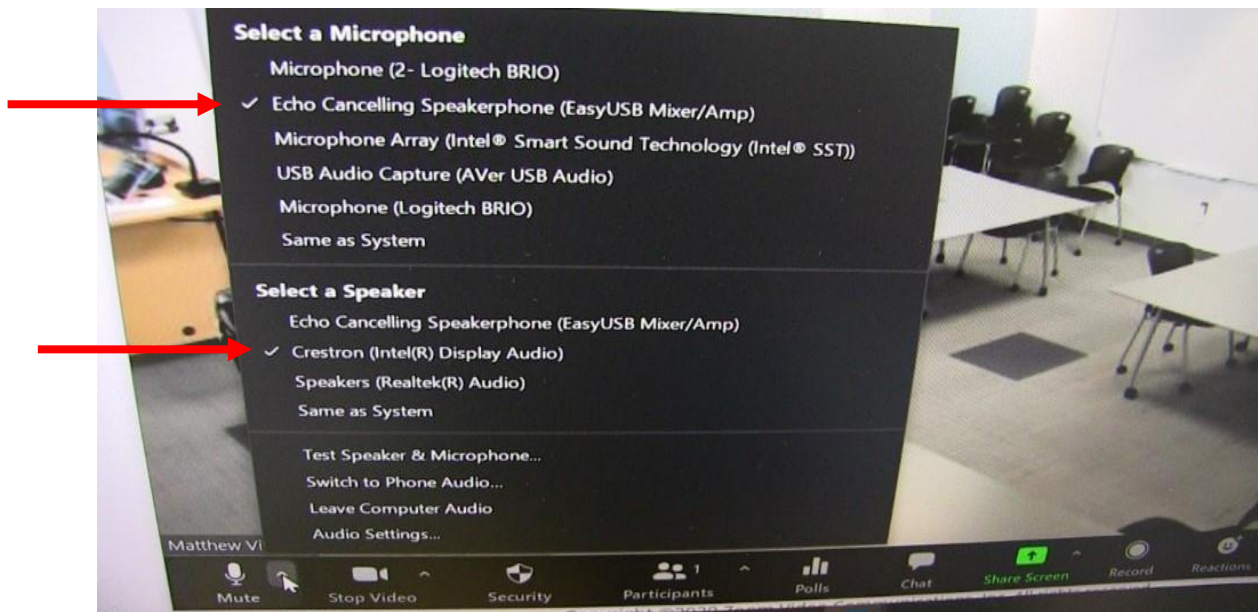 Select a Microphone
Microphone (2- Logitech BRIO)
✓ Echo Cancelling Speakerphone (EasyUSB Mixer/Amp)
Microphone Array (Intel® Smart Sound Technology (Intel® SST))
USB Audio Capture (AVer USB Audio)
Microphone (Logitech BRIO)
Same as System
Select a Speaker
Echo Cancelling Speakerphone (EasyUSB Mixer/Amp)
✓ Crestron (Intel(R) Display Audio)
Speakers (Realtek(R) Audio)
Same as System
Test Speaker & Microphone...
Switch to Phone Audio...
Leave Computer Audio
Audio Settings...
Matthew Vi
Mute Stop Video Security Participants 1 Polls Chat Share Screen Record Reactions